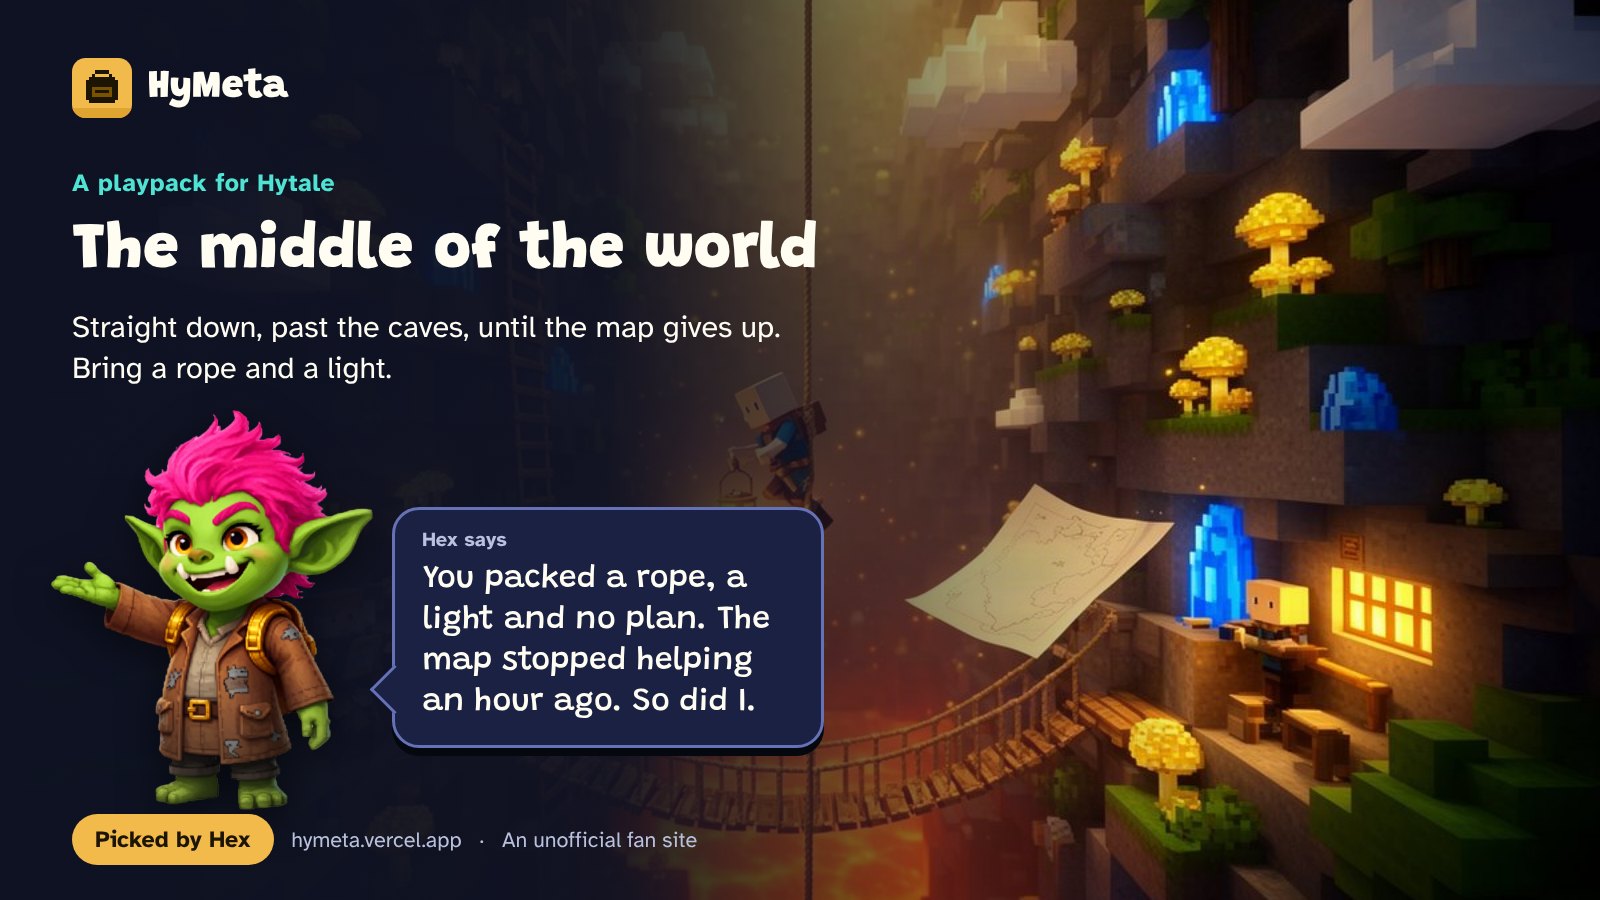 HyMeta
A playpack for Hytale
The middle of the world
Straight down, past the caves, until the map gives up.
Bring a rope and a light.
Hex says
You packed a rope, a
light and no plan. The
map stopped helping
an hour ago. So did I.
Picked by Hex
hymeta.vercel.app · An unofficial fan site